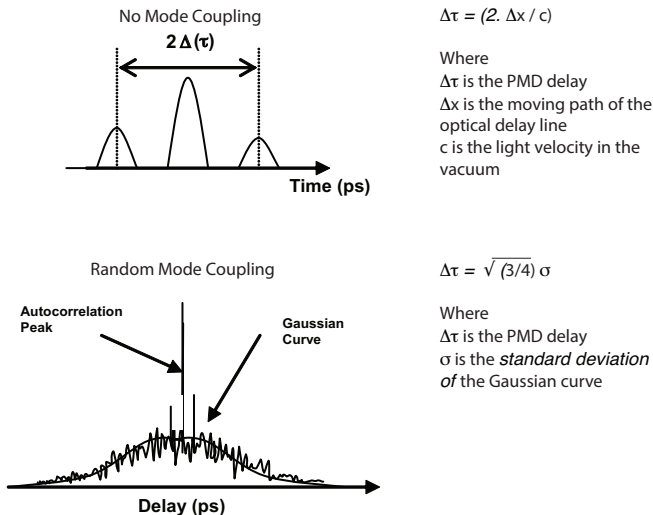 No Mode Coupling
2 Δ (τ)
Time (ps)
Δτ = (2. Δx / c)
Where
Δτ is the PMD delay
Δx is the moving path of the
optical delay line
c is the light velocity in the
vacuum
Random Mode Coupling
Autocorrelation
Peak
Gaussian
Curve
Delay (ps)
Δτ = √(3/4) σ
Where
Δτ is the PMD delay
σ is the standard deviation
of the Gaussian curve